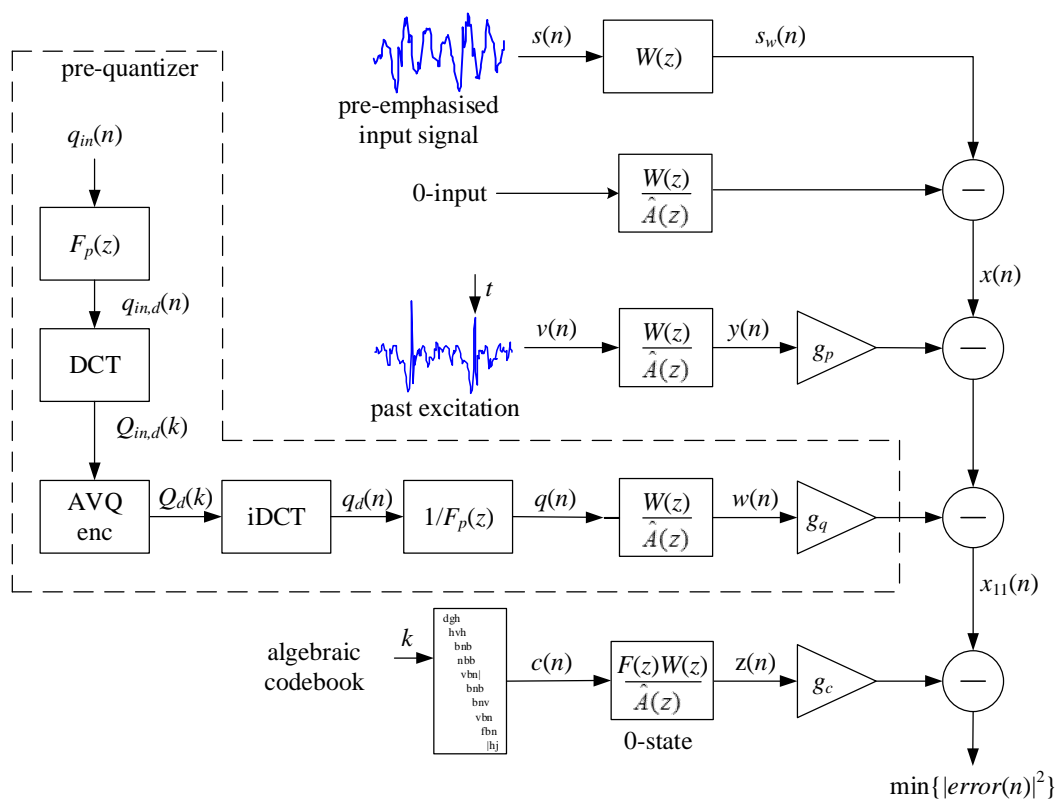 s(n)
W(z)
s_w(n)
pre-quantizer
pre-emphasised
input signal
q_in(n)
0-input
W(z)
Â(z)
−
F_p(z)
x(n)
q_in,d(n)
t
v(n)
W(z)
Â(z)
y(n)
g_p
−
DCT
past excitation
Q_in,d(k)
AVQ
enc
Q_d(k)
iDCT
q_d(n)
1/F_p(z)
q(n)
W(z)
Â(z)
w(n)
g_q
−
x_11(n)
algebraic
codebook
k
dgh
hvh
bnb
nbb
vbn|
bnb
bnv
vbn
fbn
|hj
c(n)
F(z)W(z)
Â(z)
z(n)
g_c
−
0-state
min{|error(n)|²}